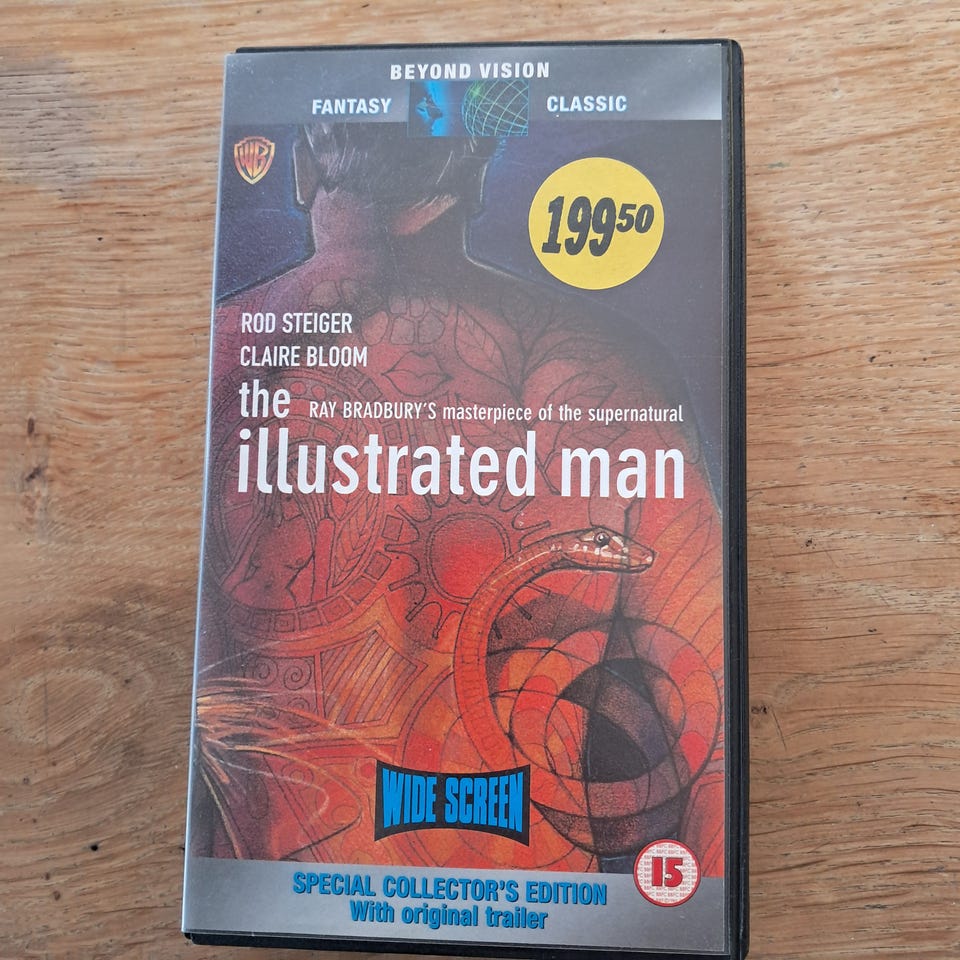 BEYOND VISION
FANTASY CLASSIC
WB
199 50
ROD STEIGER
CLAIRE BLOOM
the RAY BRADBURY'S masterpiece of the supernatural
illustrated man
WIDE SCREEN
15
SPECIAL COLLECTOR'S EDITION
With original trailer